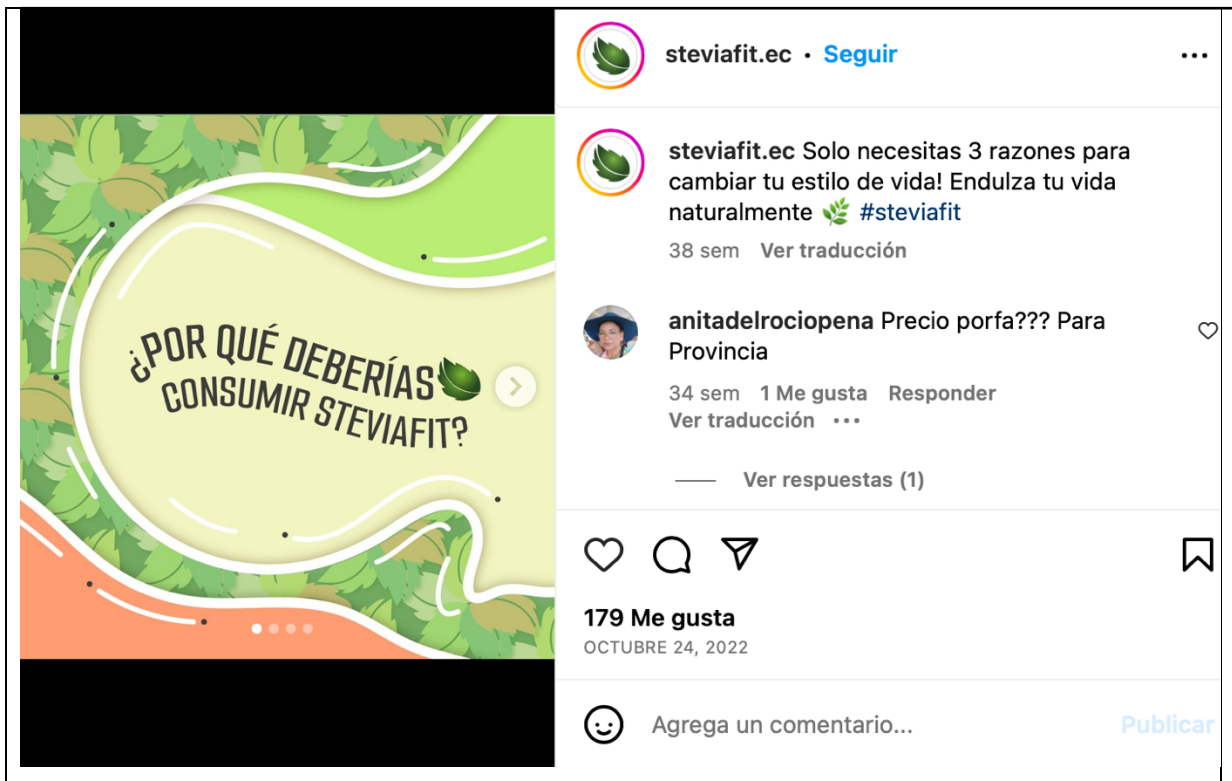 ¿POR QUÉ DEBERÍAS
CONSUMIR STEVIAFIT?
steviafit.ec • Seguir
steviafit.ec Solo necesitas 3 razones para
cambiar tu estilo de vida! Endulza tu vida
naturalmente 🌿 #steviafit
38 sem Ver traducción
anitadelrociopena Precio porfa??? Para
Provincia
34 sem 1 Me gusta Responder
Ver traducción
Ver respuestas (1)
179 Me gusta
OCTUBRE 24, 2022
Agrega un comentario... Publicar